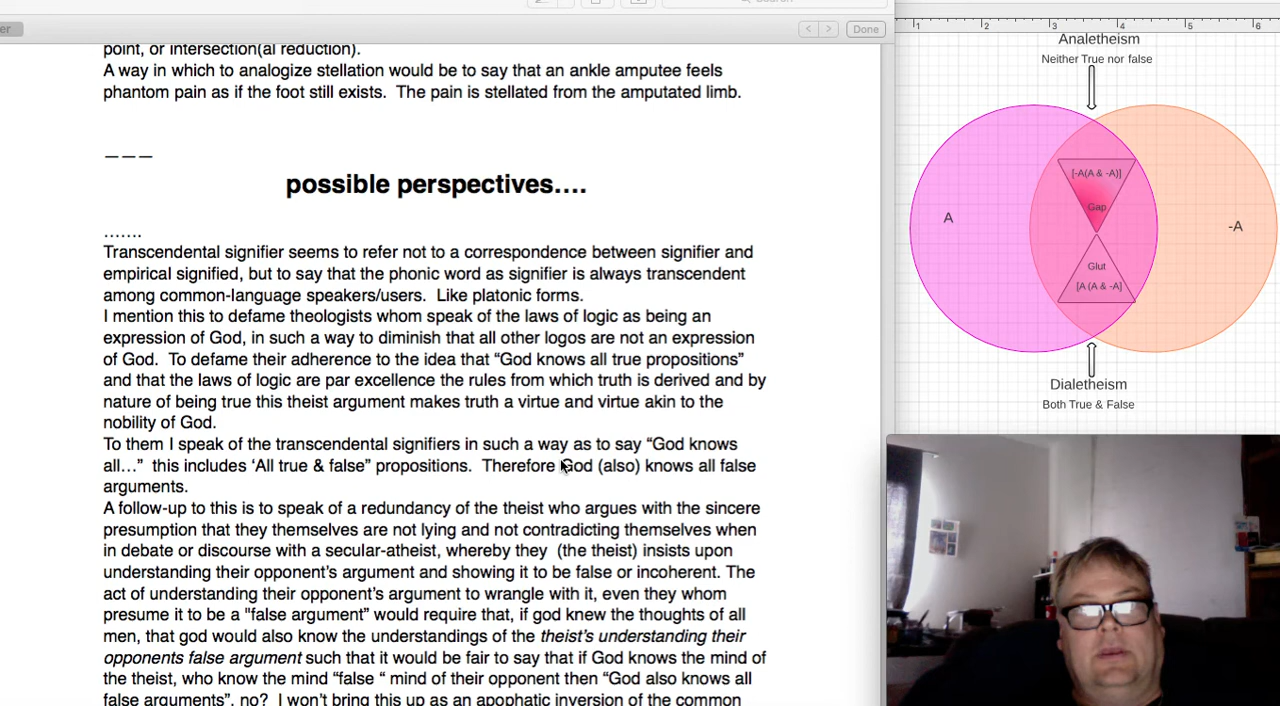 er
Search
Done
point, or intersection(al reduction).
A way in which to analogize stellation would be to say that an ankle amputee feels
phantom pain as if the foot still exists.  The pain is stellated from the amputated limb.
– – –
possible perspectives....
.......
Transcendental signifier seems to refer not to a correspondence between signifier and
empirical signified, but to say that the phonic word as signifier is always transcendent
among common-language speakers/users.  Like platonic forms.
I mention this to defame theologists whom speak of the laws of logic as being an
expression of God, in such a way to diminish that all other logos are not an expression
of God.  To defame their adherence to the idea that “God knows all true propositions”
and that the laws of logic are par excellence the rules from which truth is derived and by
nature of being true this theist argument makes truth a virtue and virtue akin to the
nobility of God.
To them I speak of the transcendental signifiers in such a way as to say “God knows
all...”  this includes ‘All true & false” propositions.  Therefore God (also) knows all false
arguments.
A follow-up to this is to speak of a redundancy of the theist who argues with the sincere
presumption that they themselves are not lying and not contradicting themselves when
in debate or discourse with a secular-atheist, whereby they  (the theist) insists upon
understanding their opponent’s argument and showing it to be false or incoherent. The
act of understanding their opponent’s argument to wrangle with it, even they whom
presume it to be a "false argument” would require that, if god knew the thoughts of all
men, that god would also know the understandings of the theist’s understanding their
opponents false argument such that it would be fair to say that if God knows the mind of
the theist, who know the mind “false “ mind of their opponent then “God also knows all
false arguments”, no?  I won’t bring this up as an apophatic inversion of the common
1 2 3 4 5 6
Analetheism
Neither True nor false
[-A(A & -A)]
Gap
A
-A
Glut
[A (A & -A]
Dialetheism
Both True & False